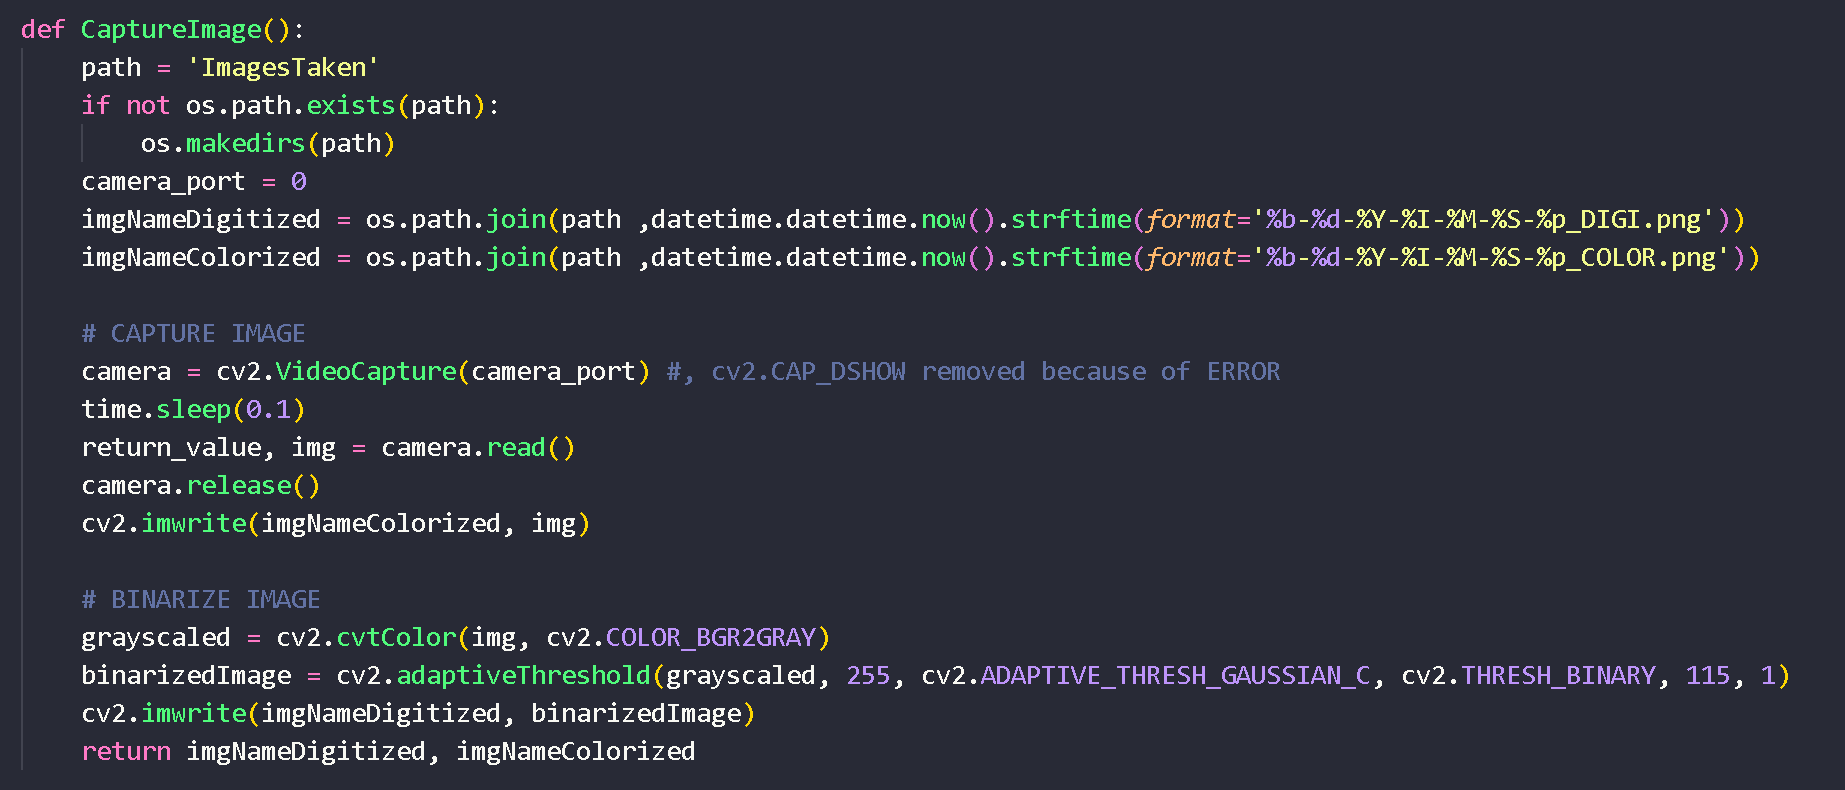 def CaptureImage():
    path = 'ImagesTaken'
    if not os.path.exists(path):
        os.makedirs(path)
    camera_port = 0
    imgNameDigitized = os.path.join(path ,datetime.datetime.now().strftime(format='%b-%d-%Y-%I-%M-%S-%p_DIGI.png'))
    imgNameColorized = os.path.join(path ,datetime.datetime.now().strftime(format='%b-%d-%Y-%I-%M-%S-%p_COLOR.png'))

    # CAPTURE IMAGE
    camera = cv2.VideoCapture(camera_port) #, cv2.CAP_DSHOW removed because of ERROR
    time.sleep(0.1)
    return_value, img = camera.read()
    camera.release()
    cv2.imwrite(imgNameColorized, img)

    # BINARIZE IMAGE
    grayscaled = cv2.cvtColor(img, cv2.COLOR_BGR2GRAY)
    binarizedImage = cv2.adaptiveThreshold(grayscaled, 255, cv2.ADAPTIVE_THRESH_GAUSSIAN_C, cv2.THRESH_BINARY, 115, 1)
    cv2.imwrite(imgNameDigitized, binarizedImage)
    return imgNameDigitized, imgNameColorized